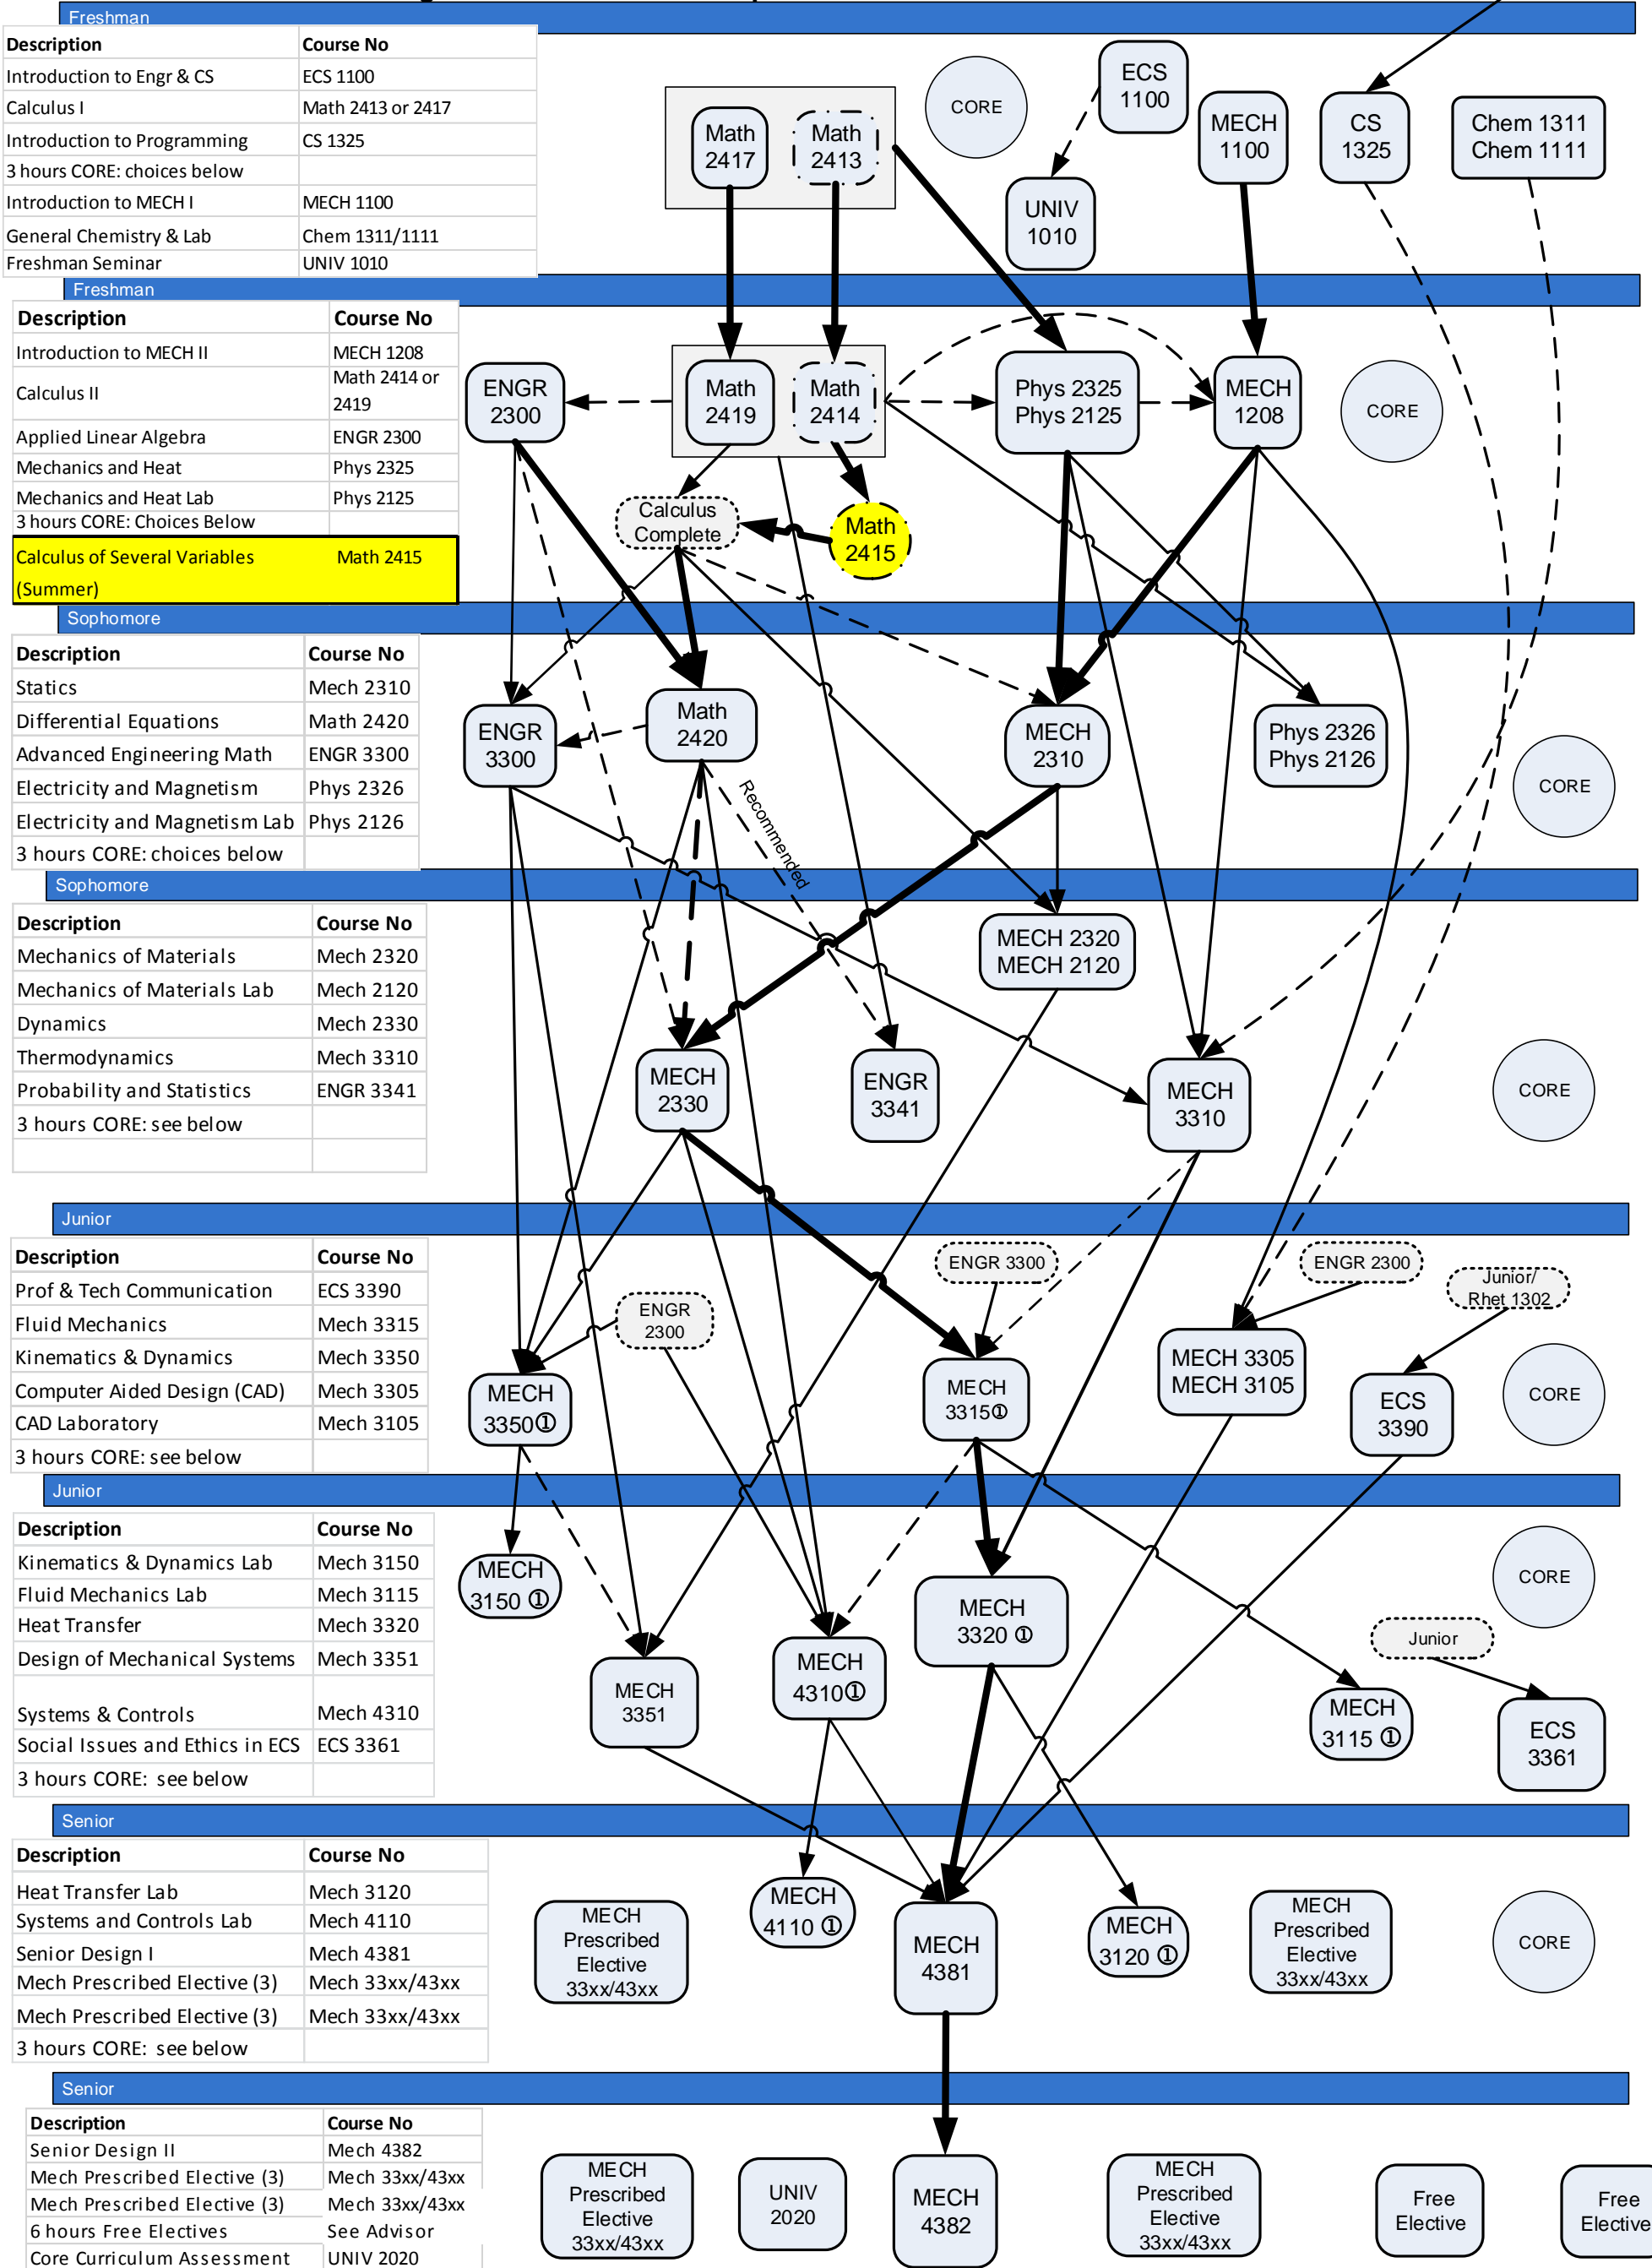 Freshman
Description Course No
Introduction to Engr & CS ECS 1100
Calculus I Math 2413 or 2417
Introduction to Programming CS 1325
3 hours CORE: choices below
Introduction to MECH I MECH 1100
General Chemistry & Lab Chem 1311/1111
Freshman Seminar UNIV 1010
Math
2417
Math
2413
CORE
ECS
1100
UNIV
1010
MECH
1100
CS
1325
Chem 1311
Chem 1111
Freshman
Description Course No
Introduction to MECH II MECH 1208
Calculus II Math 2414 or
2419
Applied Linear Algebra ENGR 2300
Mechanics and Heat Phys 2325
Mechanics and Heat Lab Phys 2125
3 hours CORE: Choices Below
Calculus of Several Variables Math 2415
(Summer)
ENGR
2300
Math
2419
Math
2414
Phys 2325
Phys 2125
MECH
1208
CORE
Calculus
Complete
Math
2415
Sophomore
Description Course No
Statics Mech 2310
Differential Equations Math 2420
Advanced Engineering Math ENGR 3300
Electricity and Magnetism Phys 2326
Electricity and Magnetism Lab Phys 2126
3 hours CORE: choices below
ENGR
3300
Math
2420
Recommended
MECH
2310
Phys 2326
Phys 2126
CORE
Sophomore
Description Course No
Mechanics of Materials Mech 2320
Mechanics of Materials Lab Mech 2120
Dynamics Mech 2330
Thermodynamics Mech 3310
Probability and Statistics ENGR 3341
3 hours CORE: see below
MECH 2320
MECH 2120
MECH
2330
ENGR
3341
MECH
3310
CORE
Junior
Description Course No
Prof & Tech Communication ECS 3390
Fluid Mechanics Mech 3315
Kinematics & Dynamics Mech 3350
Computer Aided Design (CAD) Mech 3305
CAD Laboratory Mech 3105
3 hours CORE: see below
ENGR
2300
ENGR 3300
ENGR 2300
Junior/
Rhet 1302
MECH
3350①
MECH
3315①
MECH 3305
MECH 3105
ECS
3390
CORE
Junior
Description Course No
Kinematics & Dynamics Lab Mech 3150
Fluid Mechanics Lab Mech 3115
Heat Transfer Mech 3320
Design of Mechanical Systems Mech 3351
Systems & Controls Mech 4310
Social Issues and Ethics in ECS ECS 3361
3 hours CORE: see below
MECH
3150 ①
MECH
3351
MECH
4310①
MECH
3320 ①
CORE
Junior
MECH
3115 ①
ECS
3361
Senior
Description Course No
Heat Transfer Lab Mech 3120
Systems and Controls Lab Mech 4110
Senior Design I Mech 4381
Mech Prescribed Elective (3) Mech 33xx/43xx
Mech Prescribed Elective (3) Mech 33xx/43xx
3 hours CORE: see below
MECH
Prescribed
Elective
33xx/43xx
MECH
4110 ①
MECH
4381
MECH
3120 ①
MECH
Prescribed
Elective
33xx/43xx
CORE
Senior
Description Course No
Senior Design II Mech 4382
Mech Prescribed Elective (3) Mech 33xx/43xx
Mech Prescribed Elective (3) Mech 33xx/43xx
6 hours Free Electives See Advisor
Core Curriculum Assessment UNIV 2020
MECH
Prescribed
Elective
33xx/43xx
UNIV
2020
MECH
4382
MECH
Prescribed
Elective
33xx/43xx
Free
Elective
Free
Elective